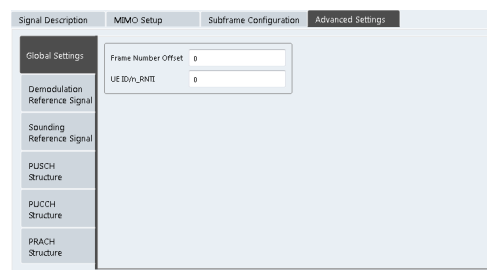 Signal Description MIMO Setup Subframe Configuration Advanced Settings
Global Settings
Frame Number Offset 0
UE ID/n_RNTI 0
Demodulation
Reference Signal
Sounding
Reference Signal
PUSCH
Structure
PUCCH
Structure
PRACH
Structure